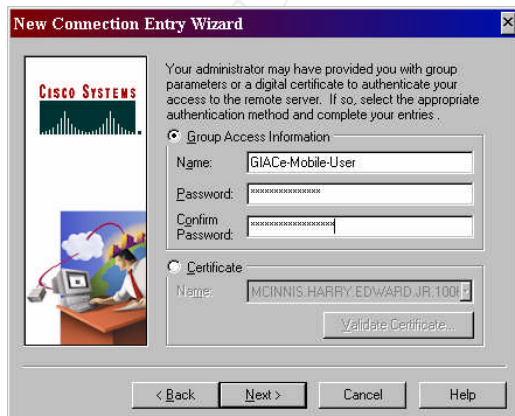 New Connection Entry Wizard
CISCO SYSTEMS
Your administrator may have provided you with group
parameters or a digital certificate to authenticate your
access to the remote server. If so, select the appropriate
authentication method and complete your entries .
Group Access Information
Name: GIACe-Mobile-User
Password: xxxxxxxxxxxxxxx
Confirm
Password: xxxxxxxxxxxxxxxxxx
Certificate
Name: MCINNIS.HARRY.EDWARD.JR.100
Validate Certificate...
< Back
Next >
Cancel
Help